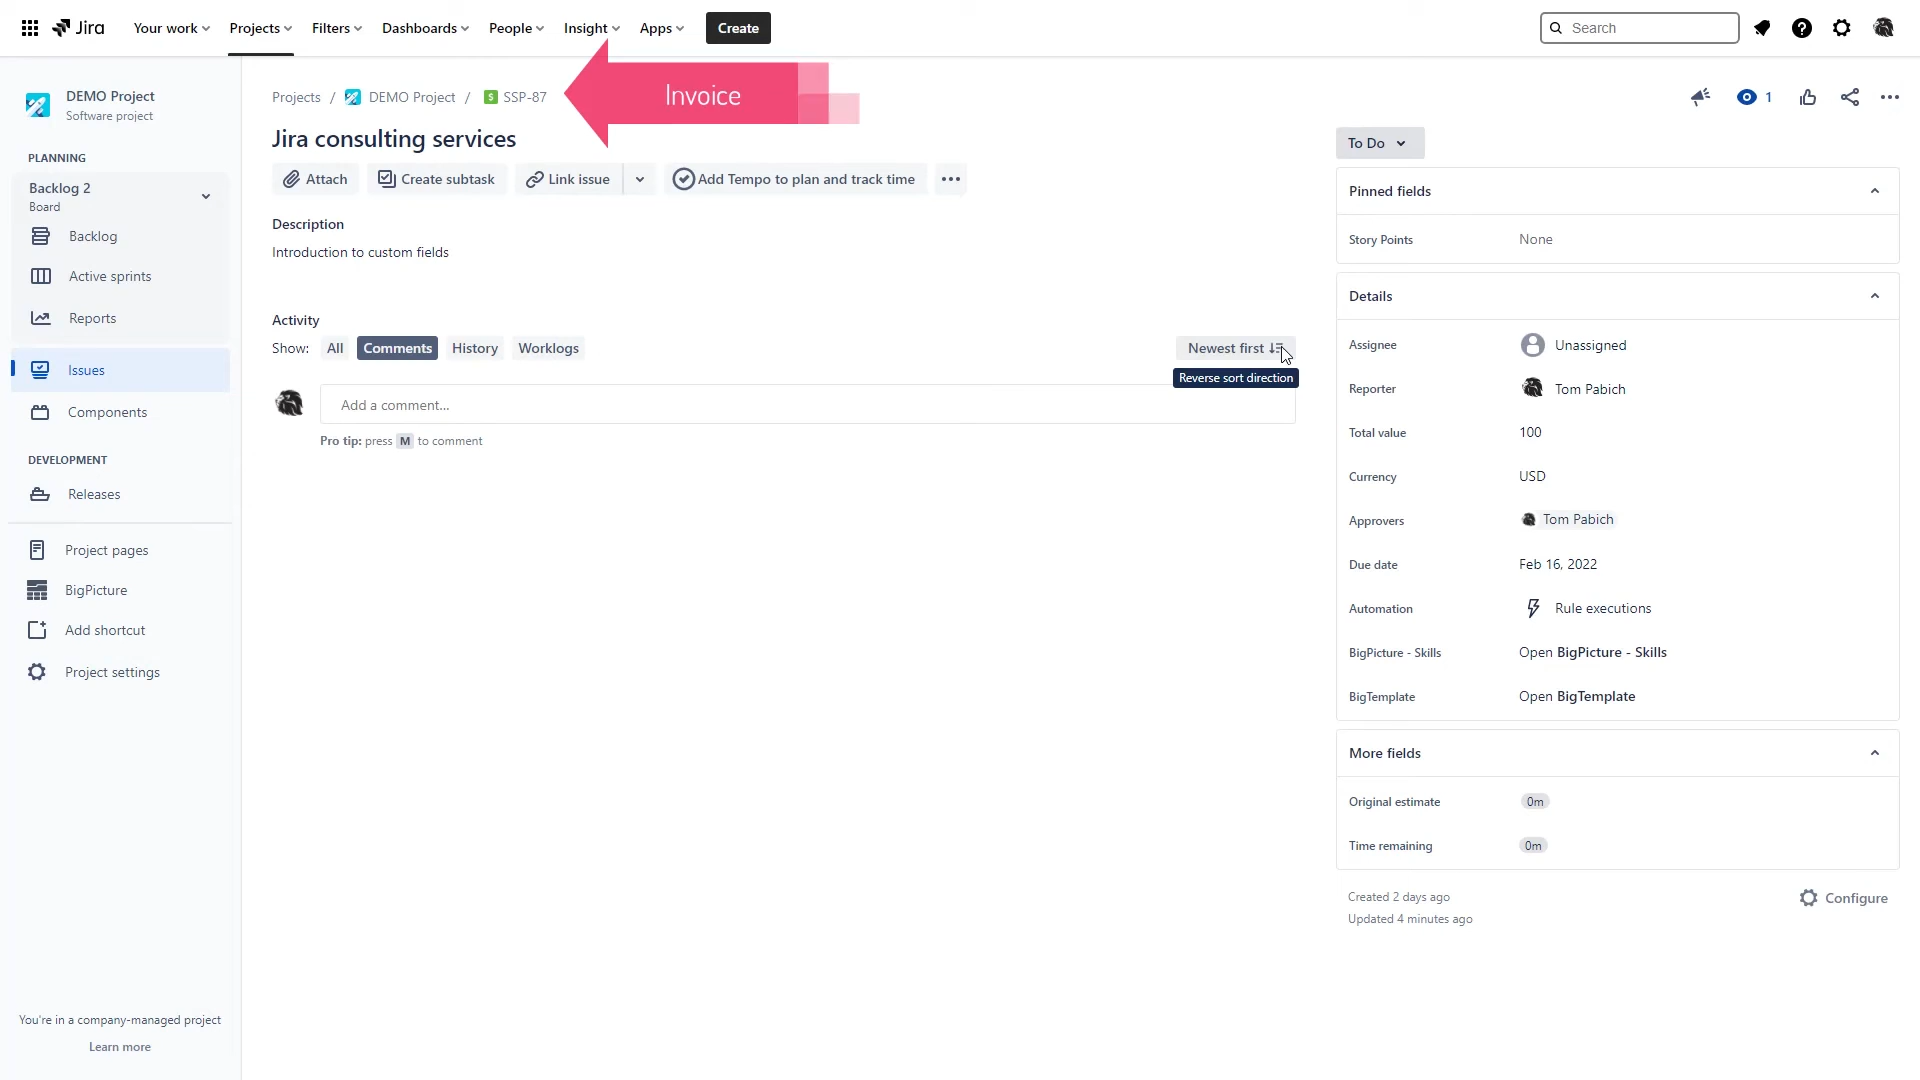 Jira
Your work
Projects
Filters
Dashboards
People
Insight
Apps
Create
Search
DEMO Project
Software project
PLANNING
Backlog 2
Board
Backlog
Active sprints
Reports
Issues
Components
DEVELOPMENT
Releases
Project pages
BigPicture
Add shortcut
Project settings
You're in a company-managed project
Learn more
Projects / DEMO Project / $ SSP-87
Invoice
Jira consulting services
Attach
Create subtask
Link issue
Add Tempo to plan and track time
Description
Introduction to custom fields
Activity
Show: All Comments History Worklogs
Newest first
Reverse sort direction
Add a comment...
Pro tip: press M to comment
1
To Do
Pinned fields
Story Points None
Details
Assignee Unassigned
Reporter Tom Pabich
Total value 100
Currency USD
Approvers Tom Pabich
Due date Feb 16, 2022
Automation Rule executions
BigPicture - Skills Open BigPicture - Skills
BigTemplate Open BigTemplate
More fields
Original estimate 0m
Time remaining 0m
Created 2 days ago
Updated 4 minutes ago
Configure